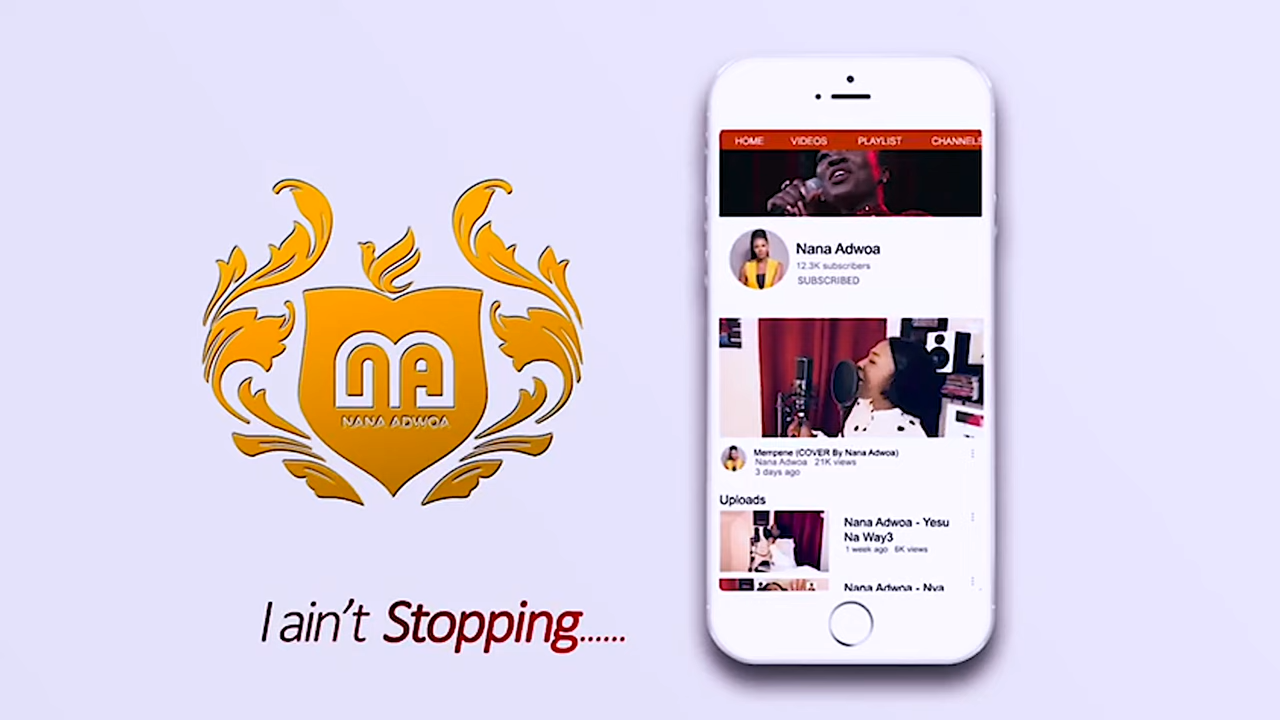 NA
NANA ADWOA
I ain't Stopping......
HOME VIDEOS PLAYLIST CHANNELS
Nana Adwoa
12.3K subscribers
SUBSCRIBED
Mempene (COVER By Nana Adwoa)
Nana Adwoa 21K views
3 days ago
Uploads
Nana Adwoa - Yesu
Na Way3
1 week ago 6K views
Nana Adwoa - Nya